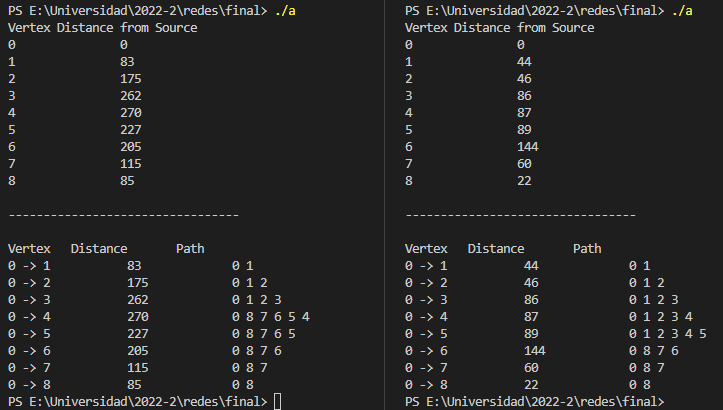 PS E:\Universidad\2022-2\redes\final> ./a
Vertex Distance from Source
0 0
1 83
2 175
3 262
4 270
5 227
6 205
7 115
8 85
---------------------------------
Vertex Distance Path
0 -> 1 83 0 1
0 -> 2 175 0 1 2
0 -> 3 262 0 1 2 3
0 -> 4 270 0 8 7 6 5 4
0 -> 5 227 0 8 7 6 5
0 -> 6 205 0 8 7 6
0 -> 7 115 0 8 7
0 -> 8 85 0 8
PS E:\Universidad\2022-2\redes\final>
PS E:\Universidad\2022-2\redes\final> ./a
Vertex Distance from Source
0 0
1 44
2 46
3 86
4 87
5 89
6 144
7 60
8 22
---------------------------------
Vertex Distance Path
0 -> 1 44 0 1
0 -> 2 46 0 1 2
0 -> 3 86 0 1 2 3
0 -> 4 87 0 1 2 3 4
0 -> 5 89 0 1 2 3 4 5
0 -> 6 144 0 8 7 6
0 -> 7 60 0 8 7
0 -> 8 22 0 8
PS E:\Universidad\2022-2\redes\final>